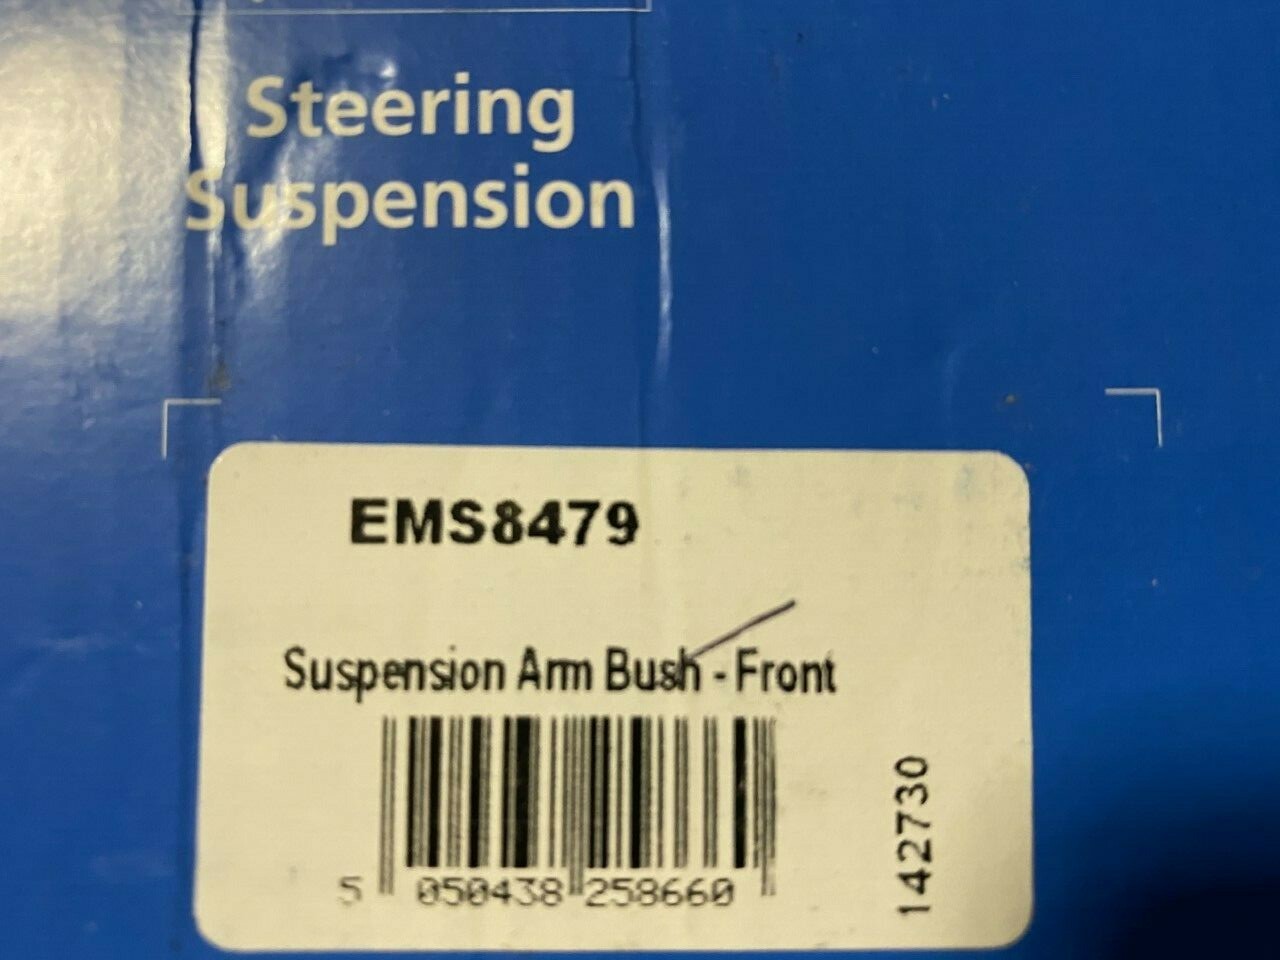 Steering
Suspension
EMS8479
Suspension Arm Bush - Front
5 050438 258660
142730